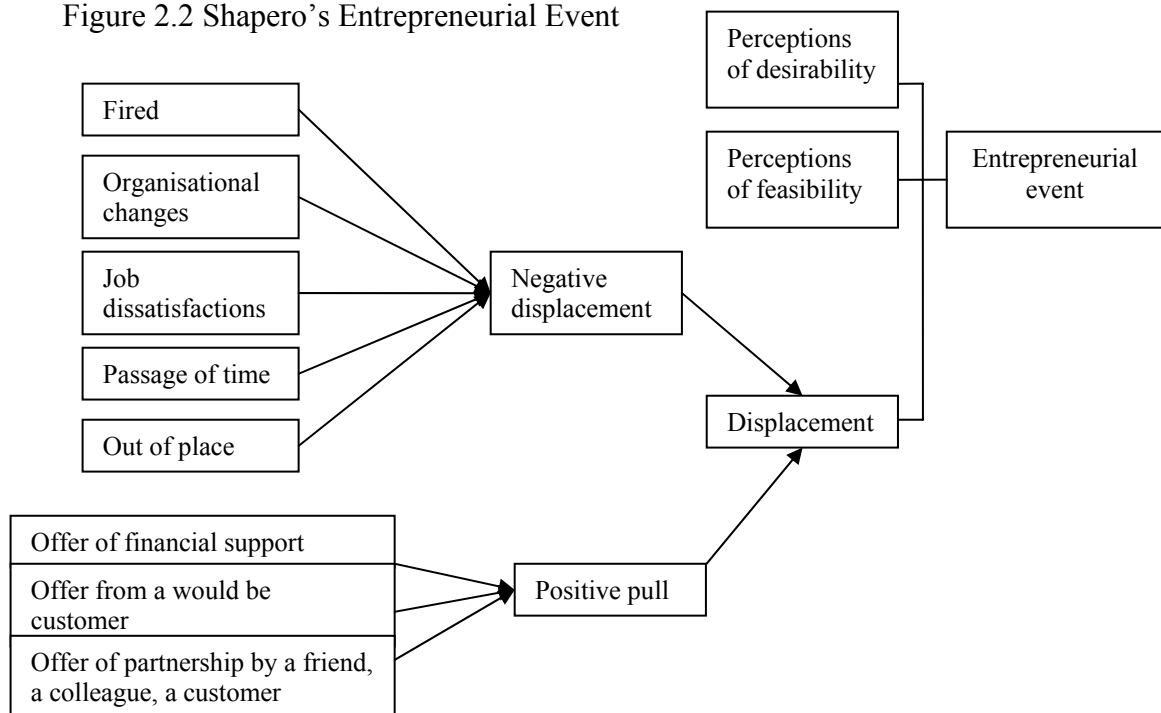 Figure 2.2 Shapero’s Entrepreneurial Event
Perceptions
of desirability
Fired
Perceptions
of feasibility
Entrepreneurial
event
Organisational
changes
Job
dissatisfactions
Negative
displacement
Passage of time
Out of place
Displacement
Offer of financial support
Offer from a would be
customer
Positive pull
Offer of partnership by a friend,
a colleague, a customer